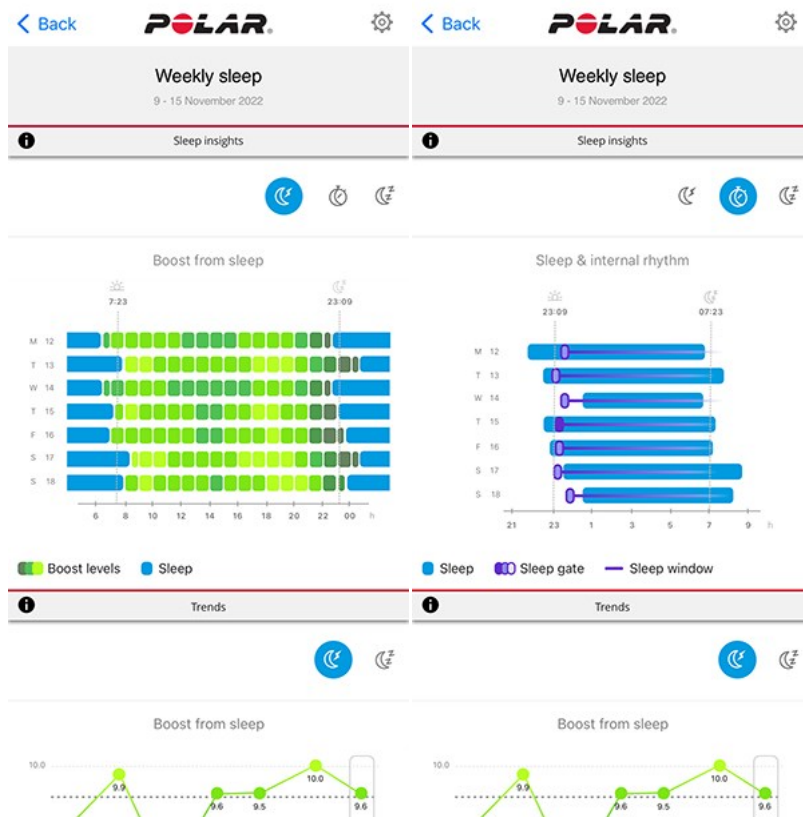 Back
POLAR
Weekly sleep
9 - 15 November 2022
Sleep insights
Boost from sleep
7:23
23:09
M 12
T 13
W 14
T 15
F 16
S 17
S 18
6 8 10 12 14 16 18 20 22 00 h
Boost levels
Sleep
Trends
Boost from sleep
10.0
9.9
9.6
9.5
10.0
9.6
Back
POLAR
Weekly sleep
9 - 15 November 2022
Sleep insights
Sleep & internal rhythm
23:09
07:23
M 12
T 13
W 14
T 15
F 16
S 17
S 18
21 23 1 3 5 7 9 h
Sleep
Sleep gate
Sleep window
Trends
Boost from sleep
10.0
9.9
9.6
9.5
10.0
9.6